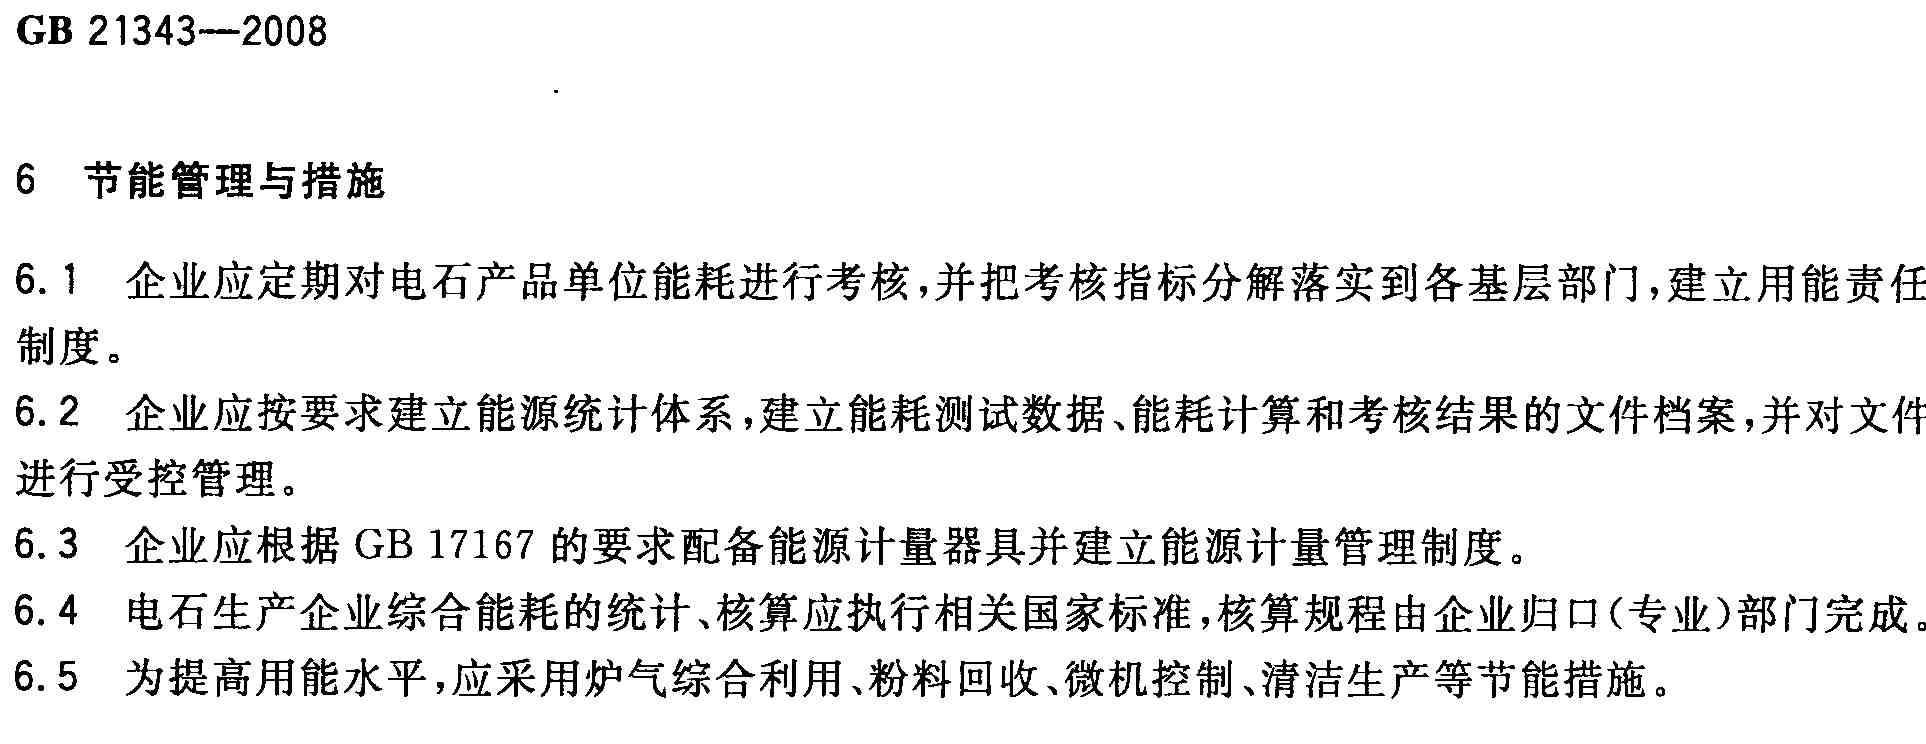 GB 21343—2008
6 节能管理与措施
6.1 企业应定期对电石产品单位能耗进行考核,并把考核指标分解落实到各基层部门,建立用能责任
制度。
6.2 企业应按要求建立能源统计体系,建立能耗测试数据、能耗计算和考核结果的文件档案,并对文件
进行受控管理。
6.3 企业应根据 GB 17167 的要求配备能源计量器具并建立能源计量管理制度。
6.4 电石生产企业综合能耗的统计、核算应执行相关国家标准,核算规程由企业归口(专业)部门完成。
6.5 为提高用能水平,应采用炉气综合利用、粉料回收、微机控制、清洁生产等节能措施。